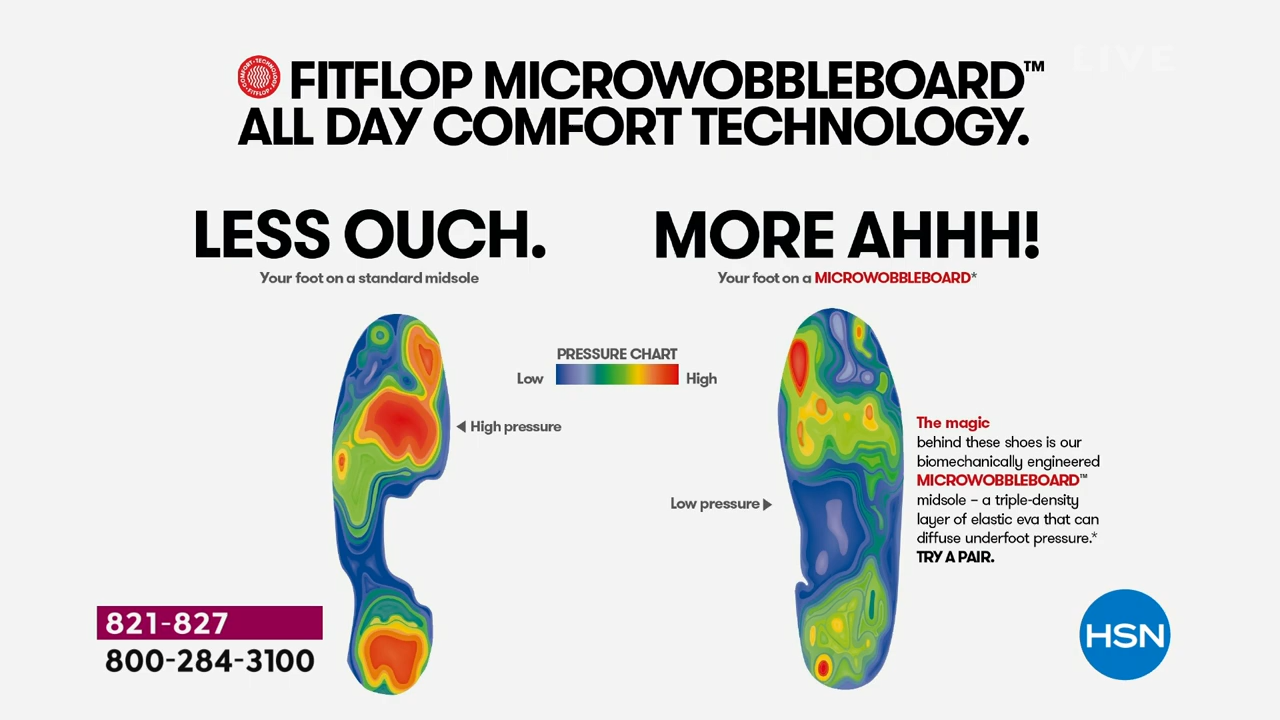 LIVE
FITFLOP MICROWOBBLEBOARD™
ALL DAY COMFORT TECHNOLOGY.
LESS OUCH.
Your foot on a standard midsole
MORE AHHH!
Your foot on a MICROWOBBLEBOARD*
PRESSURE CHART
Low
High
High pressure
Low pressure
The magic
behind these shoes is our
biomechanically engineered
MICROWOBBLEBOARD™
midsole – a triple-density
layer of elastic eva that can
diffuse underfoot pressure.*
TRY A PAIR.
821-827
800-284-3100
HSN